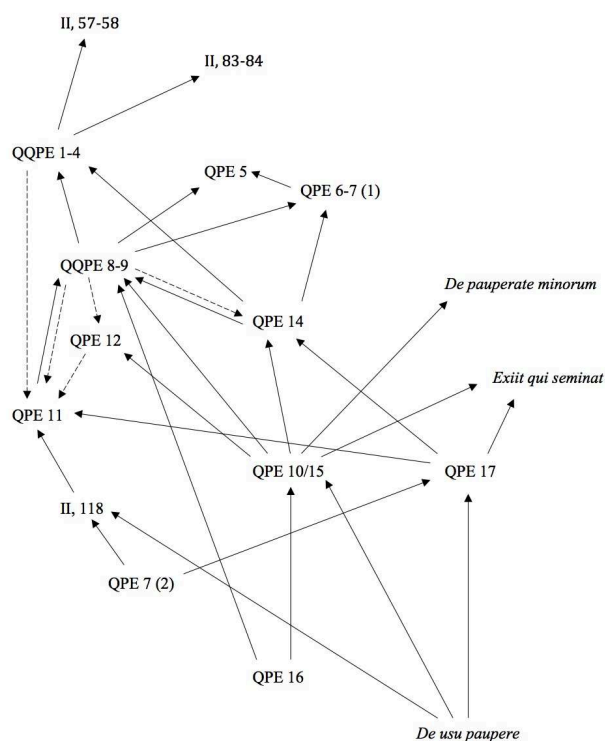 II, 57-58
II, 83-84
QQPE 1-4
QPE 5
QPE 6-7 (1)
QQPE 8-9
De pauperate minorum
QPE 14
QPE 12
Exiit qui seminat
QPE 11
QPE 10/15
QPE 17
II, 118
QPE 7 (2)
QPE 16
De usu paupere